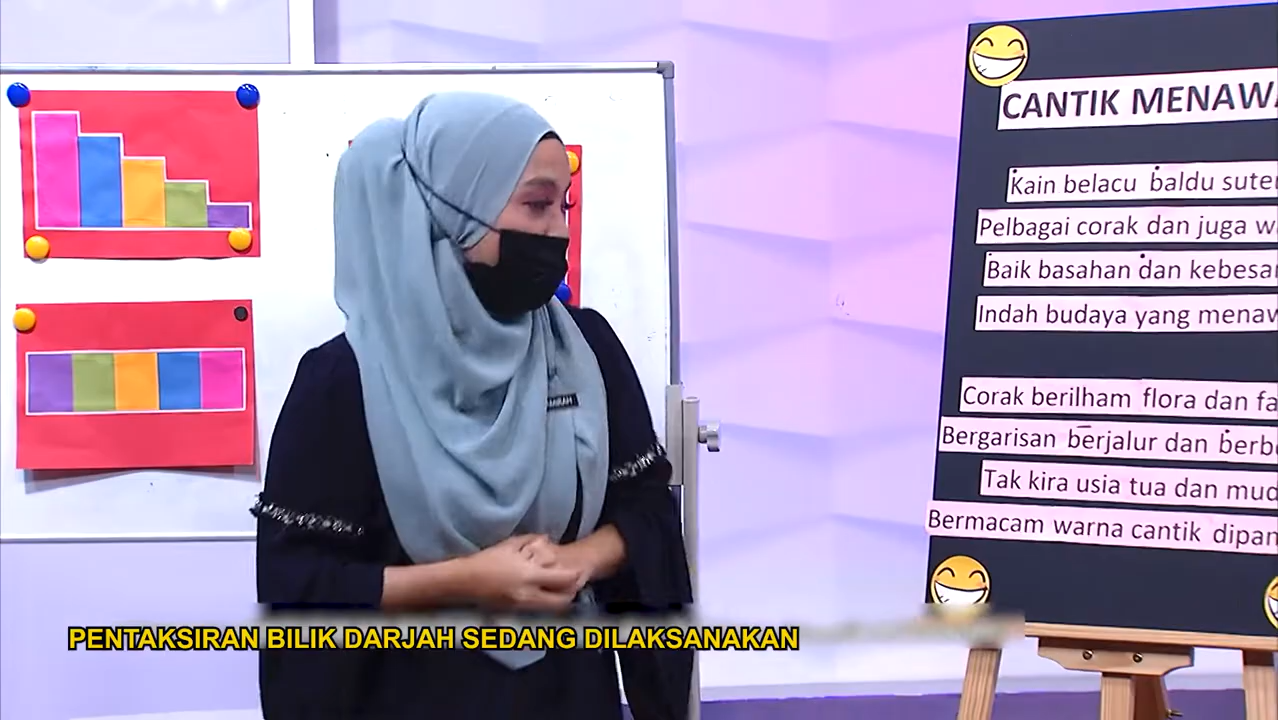 CANTIK MENAWA
Kain belacu baldu suter
Pelbagai corak dan juga wa
Baik basahan dan kebesar
Indah budaya yang menaw
Corak berilham flora dan fa
Bergarisan berjalur dan berb
Tak kira usia tua dan mud
Bermacam warna cantik dipan
PENTAKSIRAN BILIK DARJAH SEDANG DILAKSANAKAN